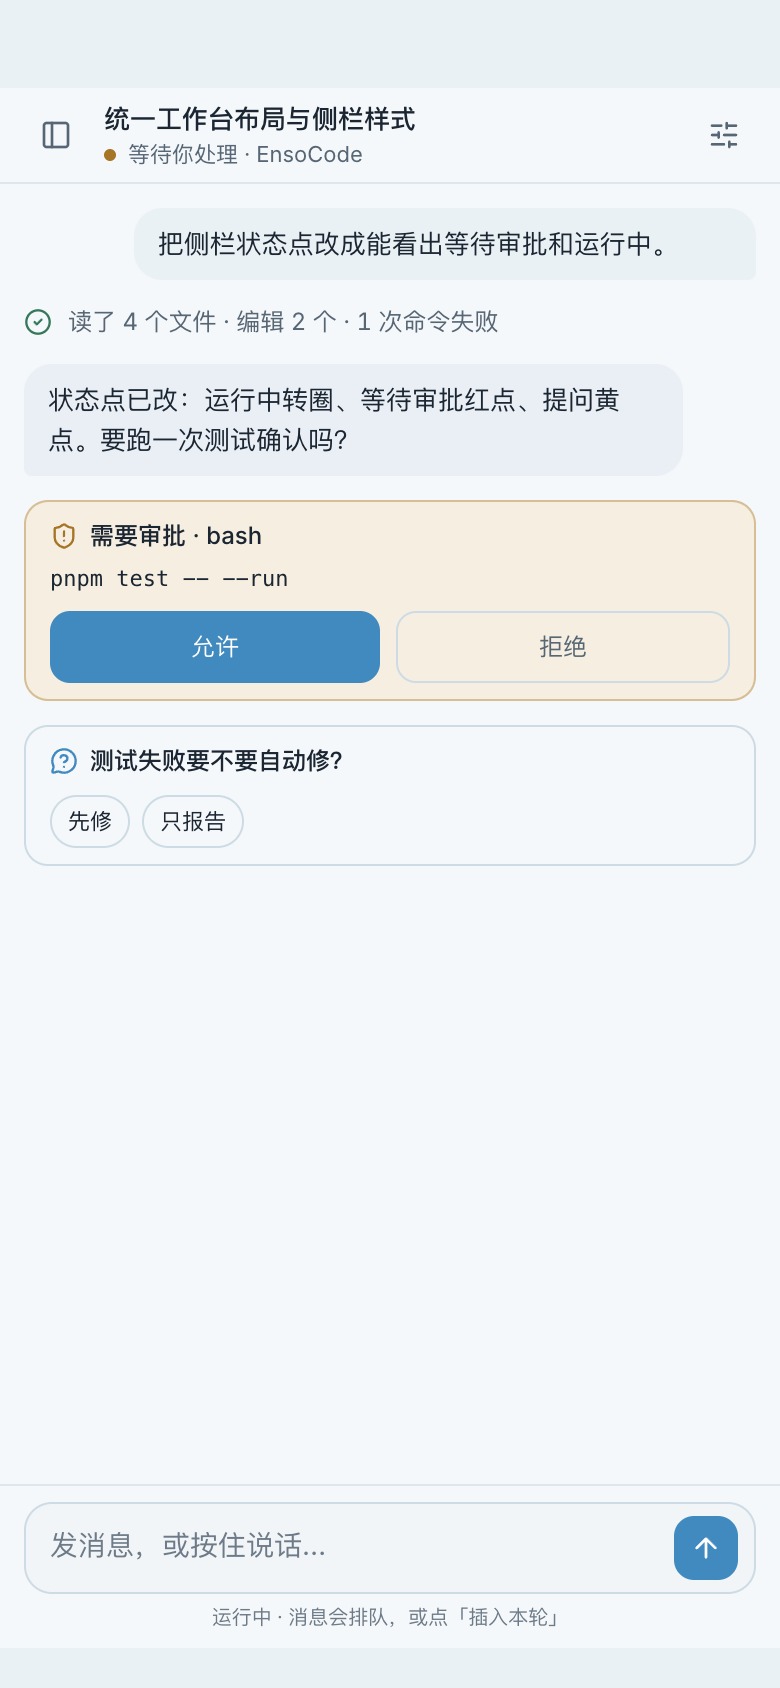 统一工作台布局与侧栏样式
等待你处理 · EnsoCode
把侧栏状态点改成能看出等待审批和运行中。
读了 4 个文件 · 编辑 2 个 · 1 次命令失败
状态点已改：运行中转圈、等待审批红点、提问黄
点。要跑一次测试确认吗?
需要审批 · bash
pnpm test -- --run
允许
拒绝
测试失败要不要自动修?
先修
只报告
发消息，或按住说话...
运行中 · 消息会排队，或点「插入本轮」